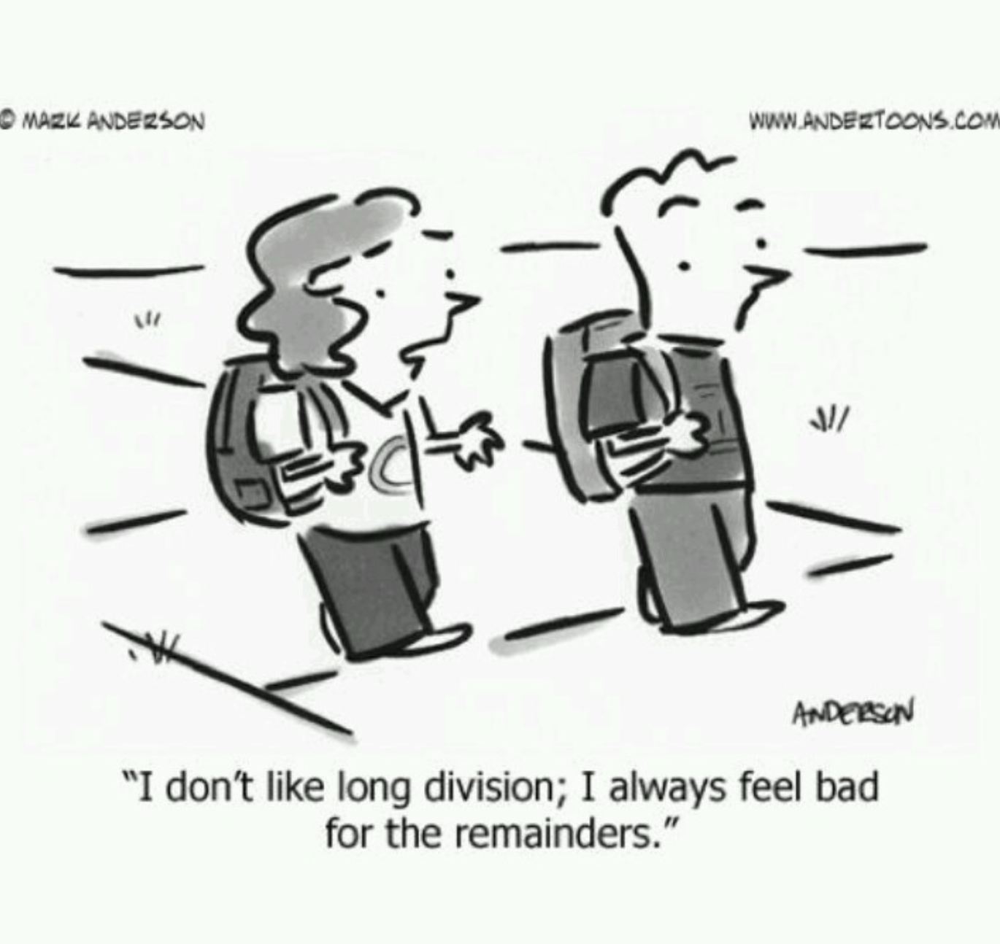 © MARK ANDERSON
WWW.ANDERTOONS.COM
ANDERSON
“I don’t like long division; I always feel bad
for the remainders.”